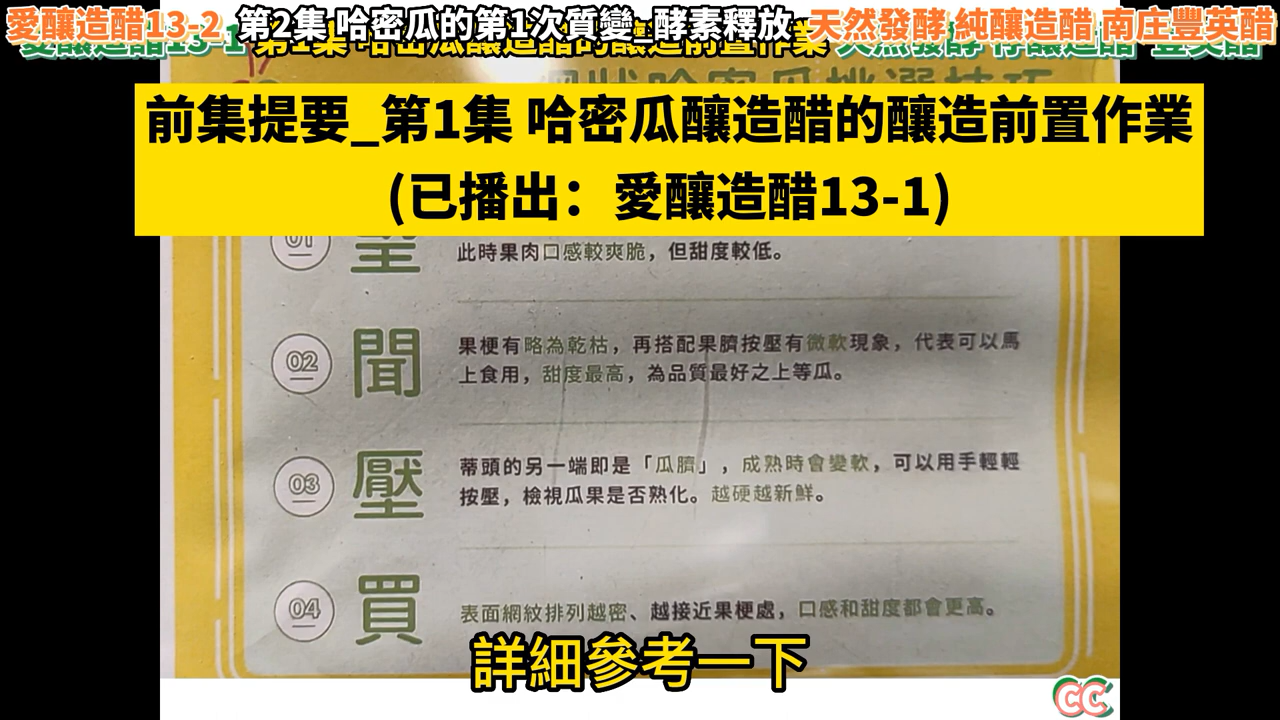 愛釀造醋13-2 第2集 哈密瓜的第1次質變_酵素釋放 天然發酵 純釀造醋 南庄豐英醋
前集提要_第1集 哈密瓜釀造醋的釀造前置作業
(已播出：愛釀造醋13-1)
01 望 此時果肉口感較爽脆，但甜度較低。
02 聞 果梗有略為乾枯，再搭配果臍按壓有微軟現象，代表可以馬
上食用，甜度最高，為品質最好之上等瓜。
03 壓 蒂頭的另一端即是「瓜臍」，成熟時會變軟，可以用手輕輕
按壓，檢視瓜果是否熟化。越硬越新鮮。
04 買 表面網紋排列越密、越接近果梗處，口感和甜度都會更高。
詳細參考一下
CC